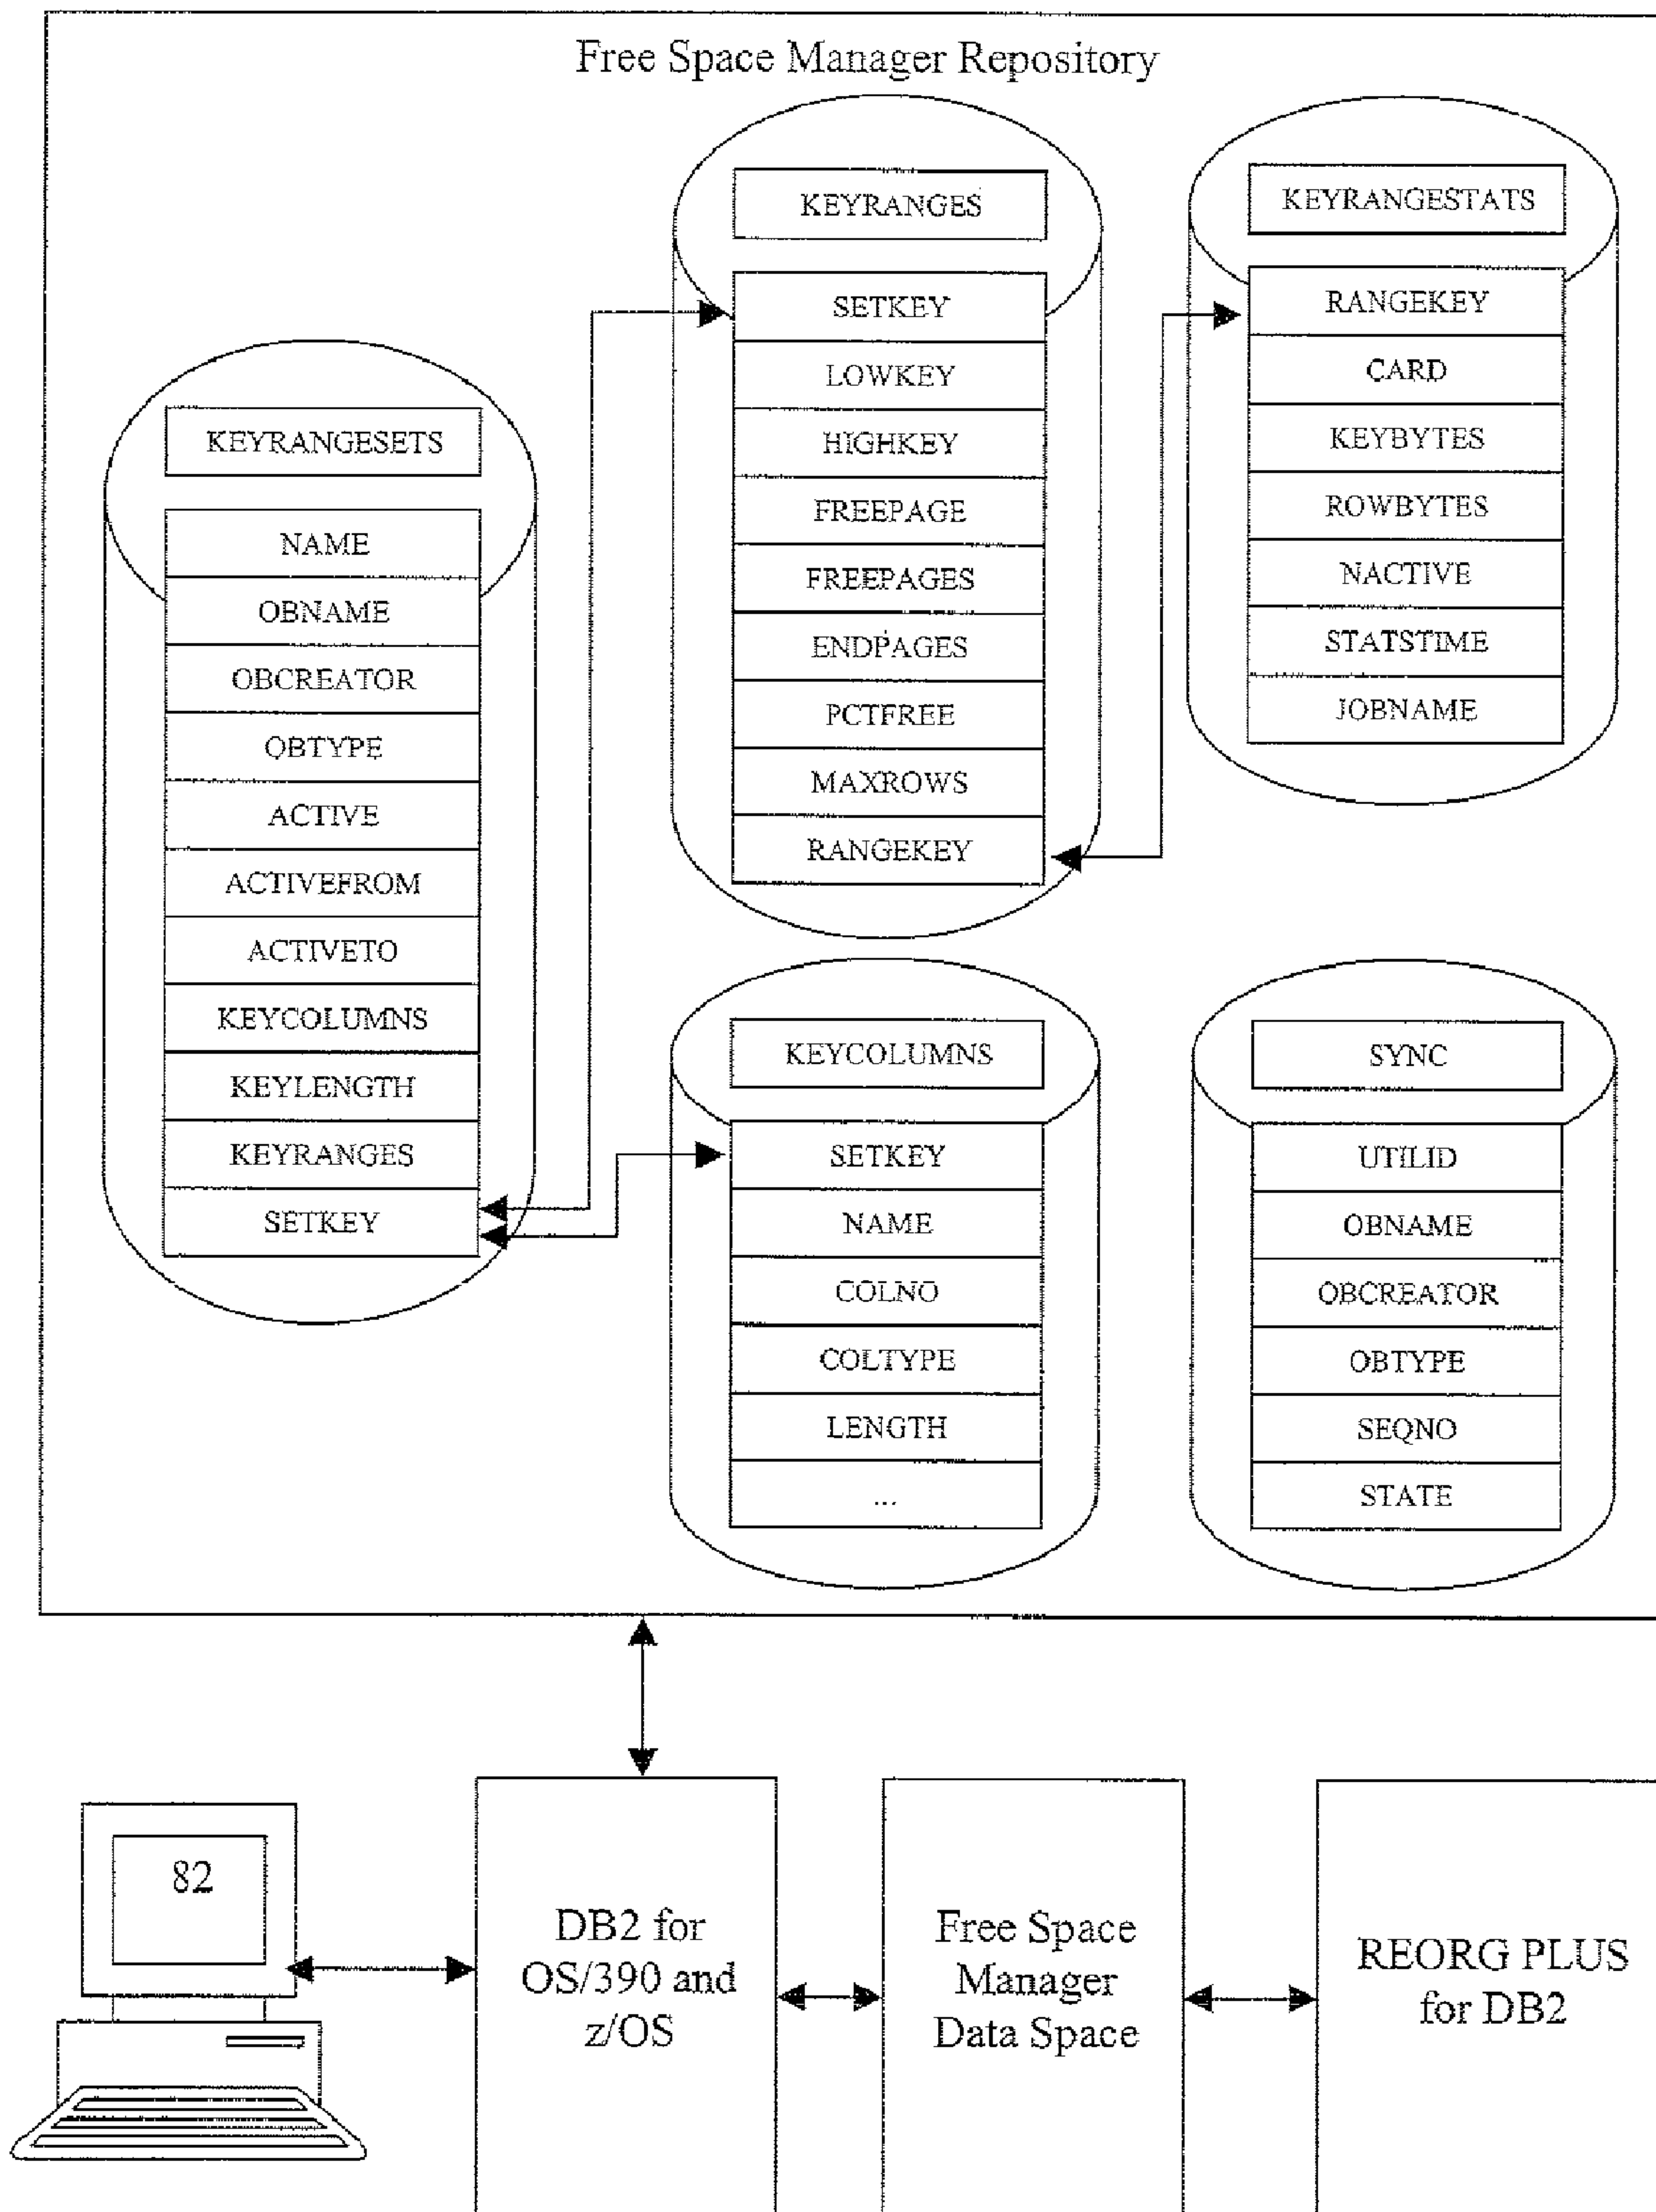 Free Space Manager Repository
KEYRANGESETS
NAME
OBNAME
OBCREATOR
OBTYPE
ACTIVE
ACTIVEFROM
ACTIVETO
KEYCOLUMNS
KEYLENGTH
KEYRANGES
SETKEY
KEYRANGES
SETKEY
LOWKEY
HIGHKEY
FREEPAGE
FREEPAGES
ENDPAGES
PCTFREE
MAXROWS
RANGEKEY
KEYRANGESTATS
RANGEKEY
CARD
KEYBYTES
ROWBYTES
NACTIVE
STATSTIME
JOBNAME
KEYCOLUMNS
SETKEY
NAME
COLNO
COLTYPE
LENGTH
...
SYNC
UTILID
OBNAME
OBCREATOR
OBTYPE
SEQNO
STATE
82
DB2 for
OS/390 and
z/OS
Free Space
Manager
Data Space
REORG PLUS
for DB2